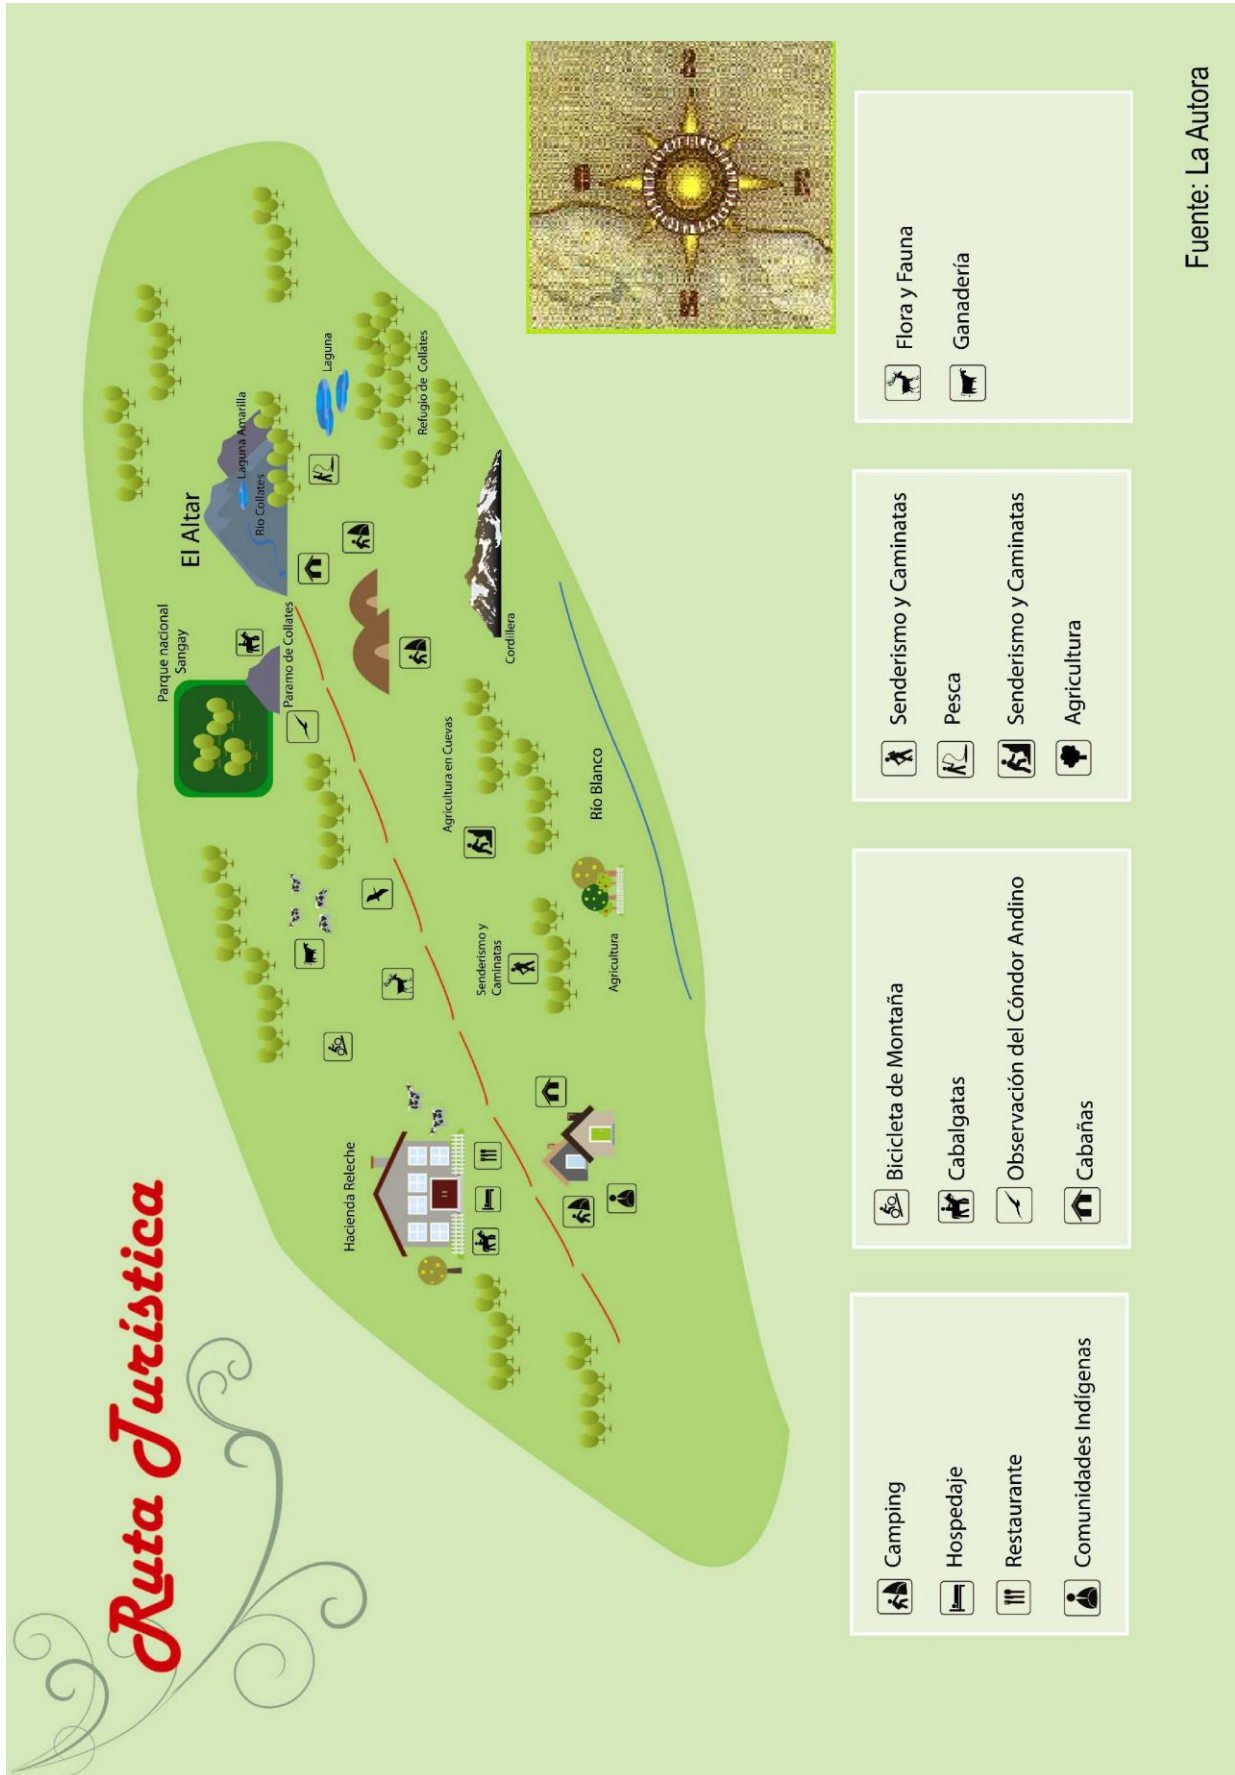 Ruta Turística
El Altar
Parque nacional
Sangay
Laguna Amarilla
Rio Collates
Paramo de Collates
Laguna
Refugio de Collates
Hacienda Releche
Agricultura en Cuevas
Cordillera
Senderismo y
Caminatas
Río Blanco
Agricultura
Camping
Hospedaje
Restaurante
Comunidades Indígenas
Bicicleta de Montaña
Cabalgatas
Observación del Cóndor Andino
Cabañas
Senderismo y Caminatas
Pesca
Senderismo y Caminatas
Agricultura
Flora y Fauna
Ganadería
Fuente: La Autora